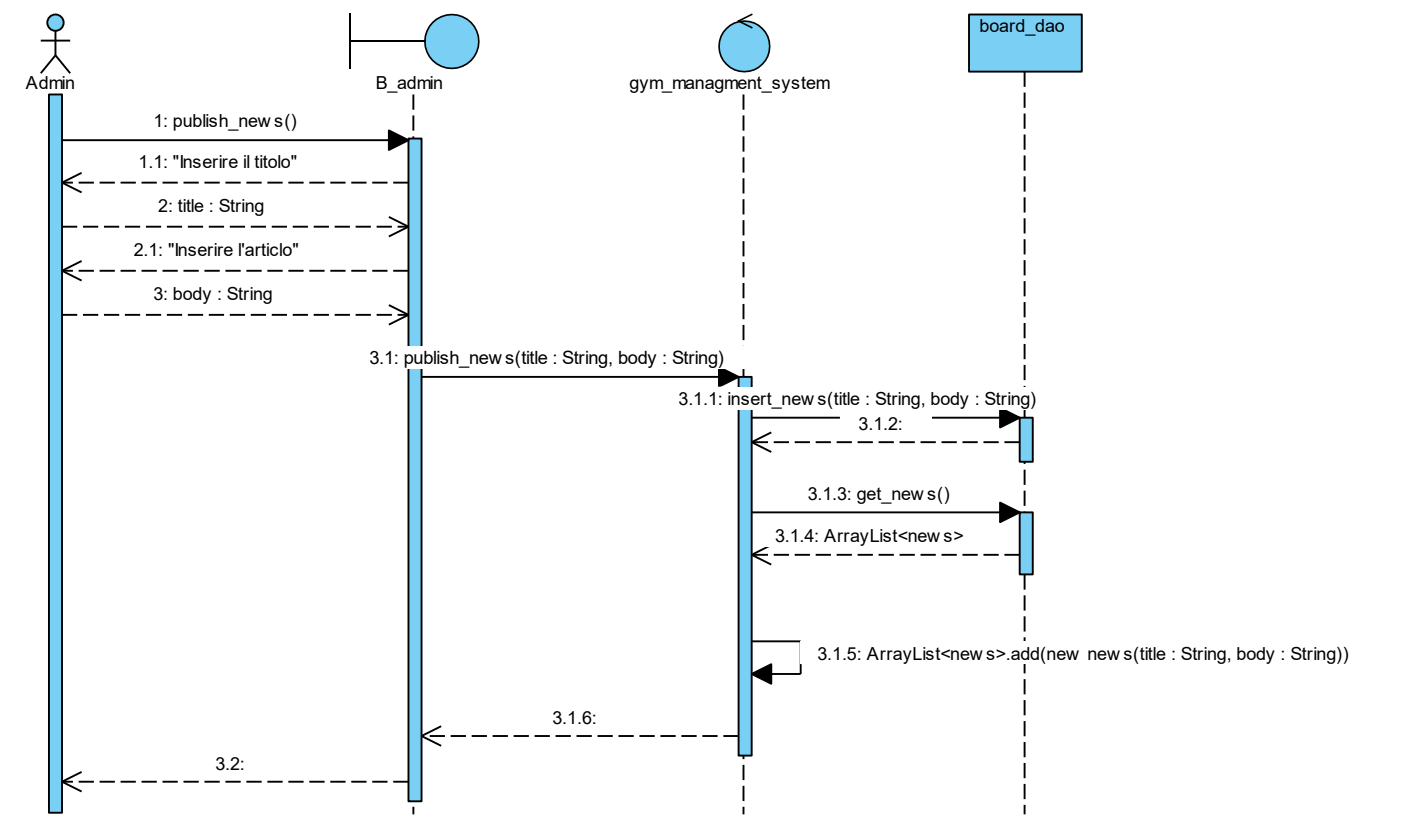 Admin
B_admin
gym_managment_system
board_dao
1: publish_news()
1.1: "Inserire il titolo"
2: title : String
2.1: "Inserire l'articlo"
3: body : String
3.1: publish_news(title : String, body : String)
3.1.1: insert_news(title : String, body : String)
3.1.2:
3.1.3: get_news()
3.1.4: ArrayList<news>
3.1.5: ArrayList<news>.add(new news(title : String, body : String))
3.1.6:
3.2: